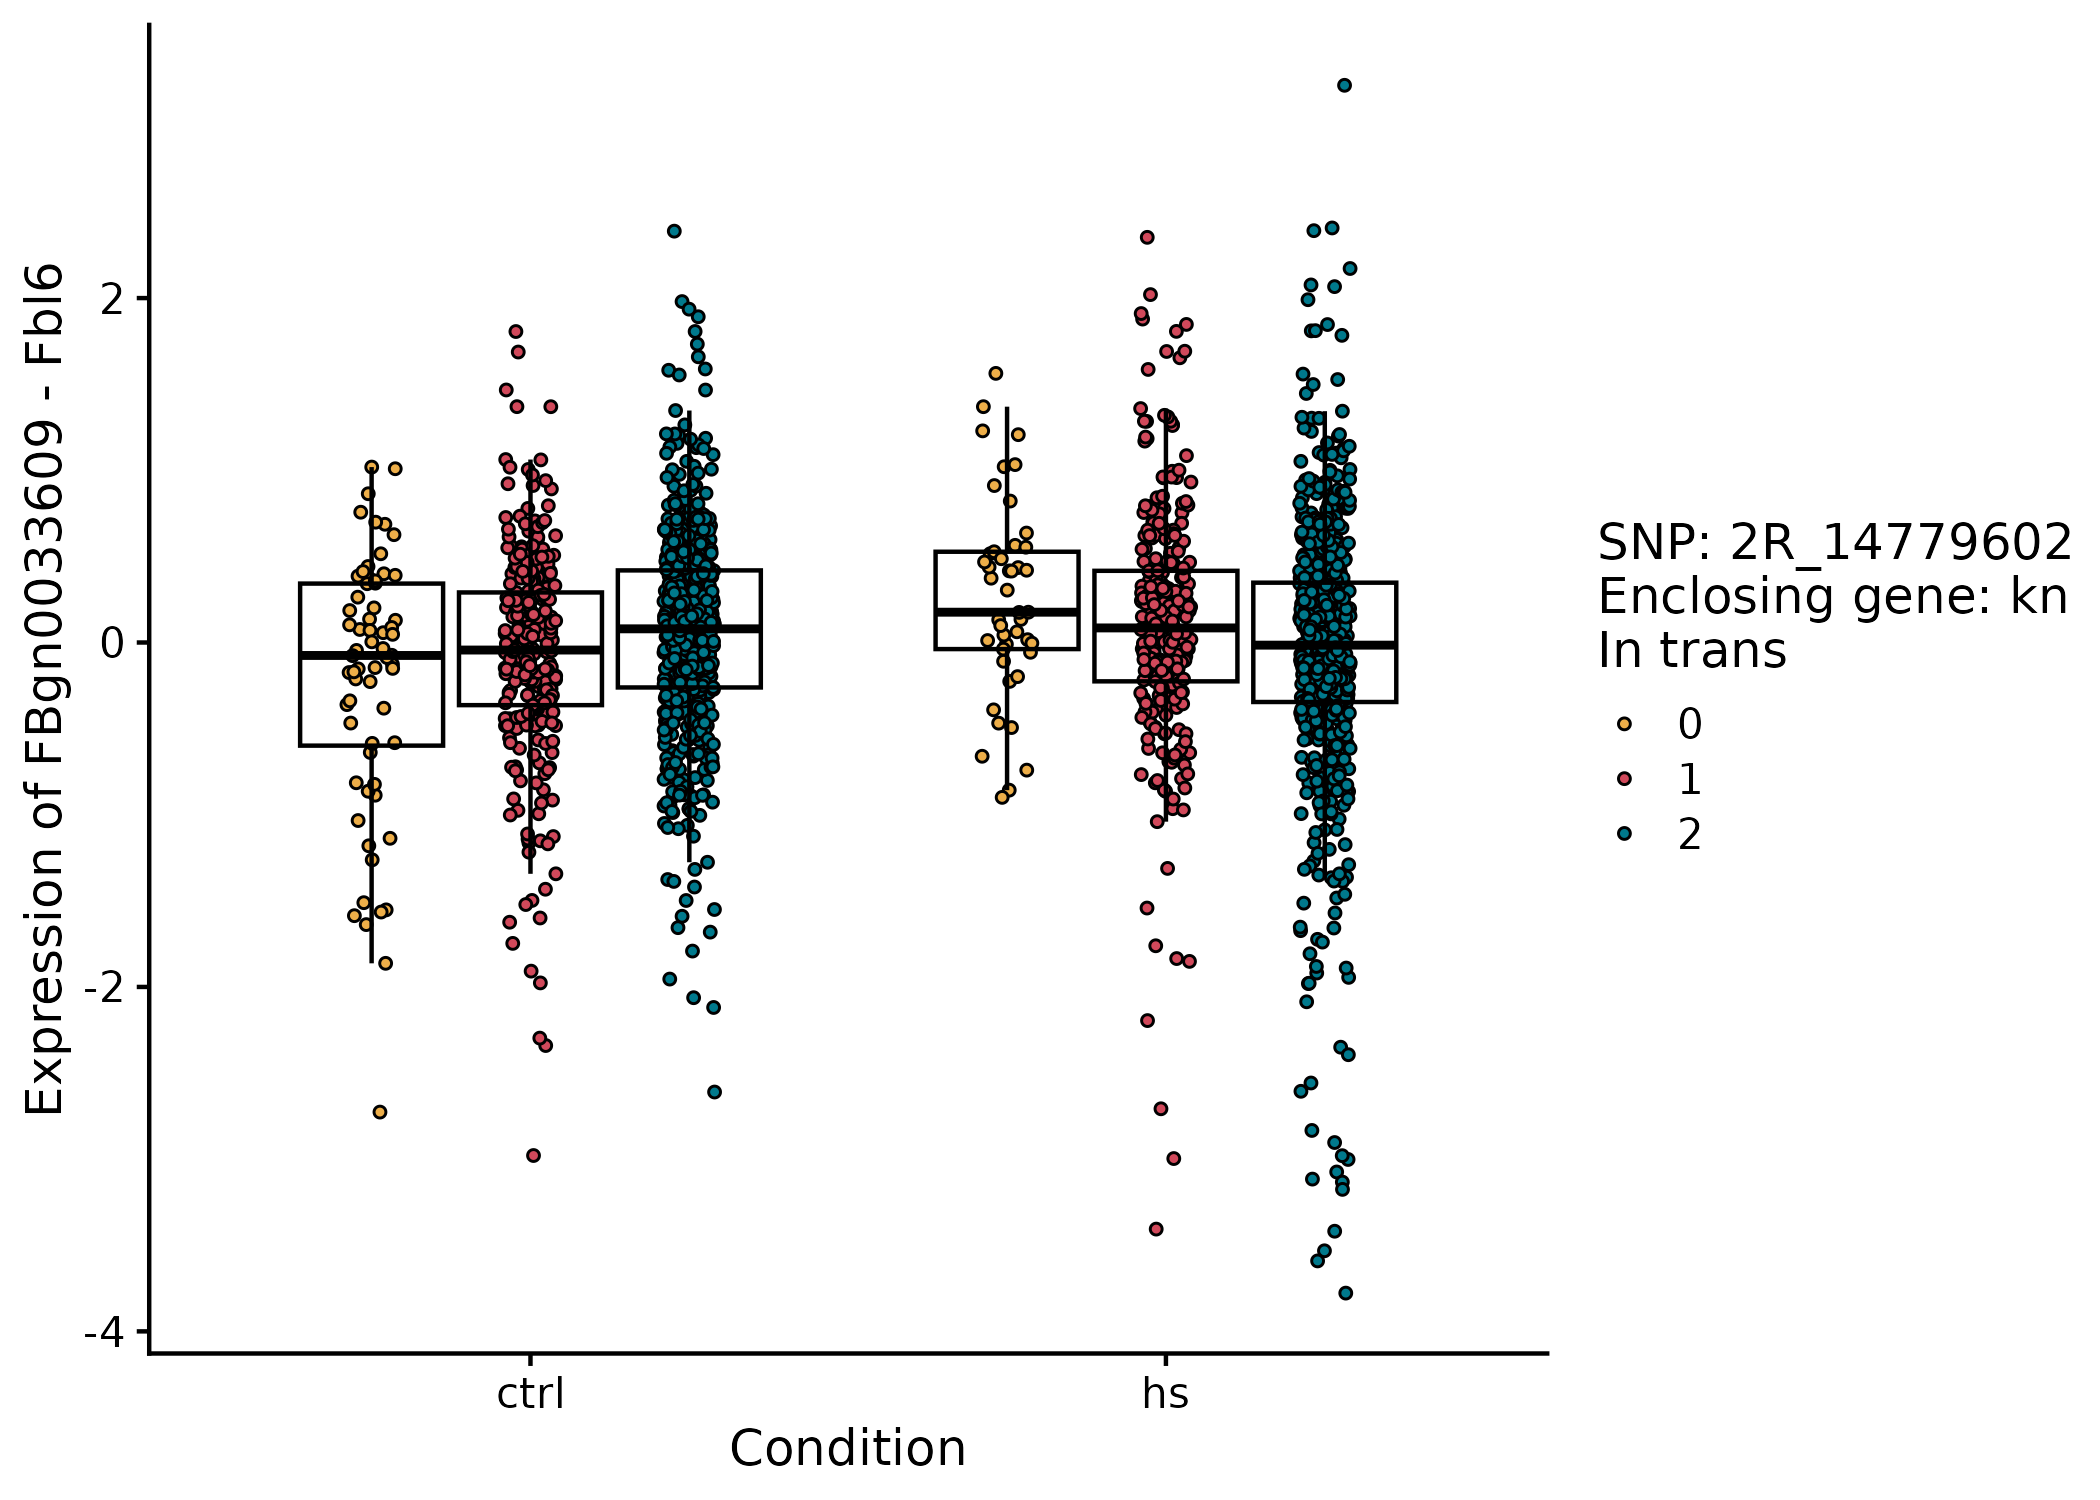 Expression of FBgn0033609 - Fbl6
2
0
-2
-4
ctrl
hs
Condition
SNP: 2R_14779602
Enclosing gene: kn
In trans
0
1
2